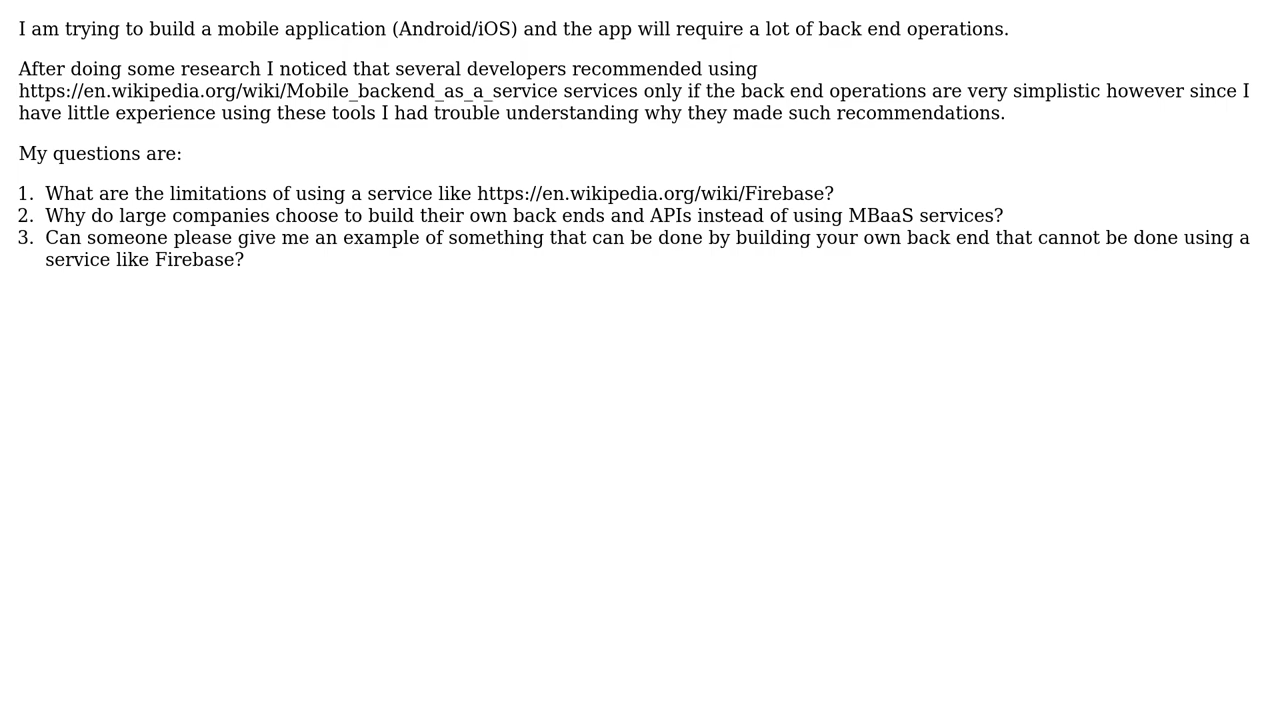 I am trying to build a mobile application (Android/iOS) and the app will require a lot of back end operations.
After doing some research I noticed that several developers recommended using
https://en.wikipedia.org/wiki/Mobile_backend_as_a_service services only if the back end operations are very simplistic however since I
have little experience using these tools I had trouble understanding why they made such recommendations.
My questions are:
1. What are the limitations of using a service like https://en.wikipedia.org/wiki/Firebase?
2. Why do large companies choose to build their own back ends and APIs instead of using MBaaS services?
3. Can someone please give me an example of something that can be done by building your own back end that cannot be done using a
service like Firebase?